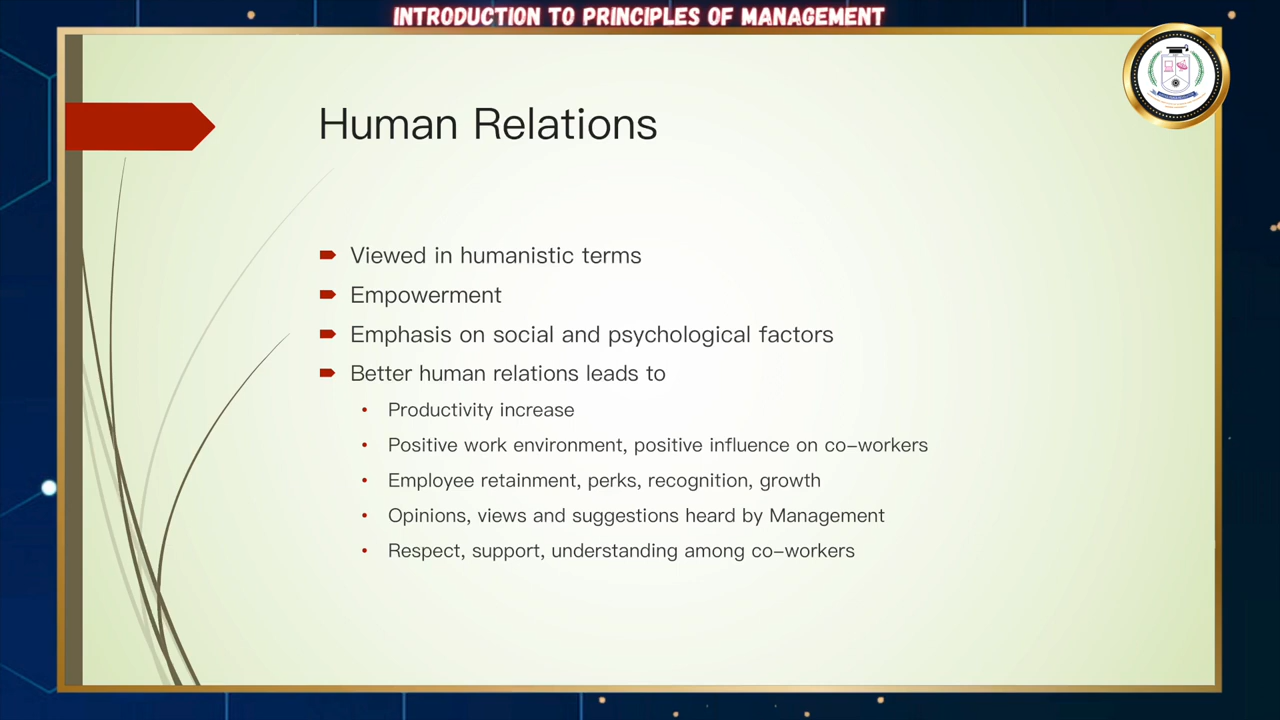 INTRODUCTION TO PRINCIPLES OF MANAGEMENT
Human Relations
Viewed in humanistic terms
Empowerment
Emphasis on social and psychological factors
Better human relations leads to
Productivity increase
Positive work environment, positive influence on co-workers
Employee retainment, perks, recognition, growth
Opinions, views and suggestions heard by Management
Respect, support, understanding among co-workers